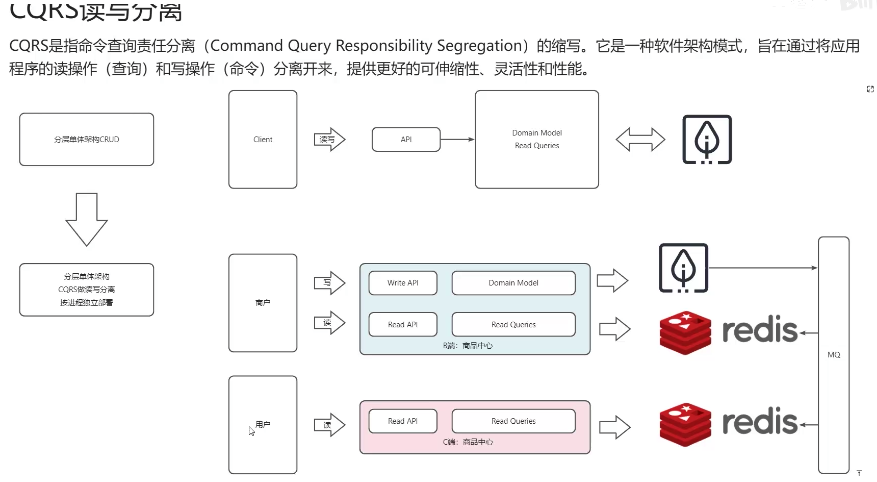 CQRS读写分离
CQRS是指命令查询责任分离（Command Query Responsibility Segregation）的缩写。它是一种软件架构模式，旨在通过将应用
程序的读操作（查询）和写操作（命令）分离开来，提供更好的可伸缩性、灵活性和性能。
分层单体架构CRUD
Client
读写
API
Domain Model
Read Queries
分层单体架构
CQRS做读写分离
按进程独立部署
商户
写
Write API
Domain Model
读
Read API
Read Queries
B端：商品中心
redis
MQ
用户
读
Read API
Read Queries
C端：商品中心
redis